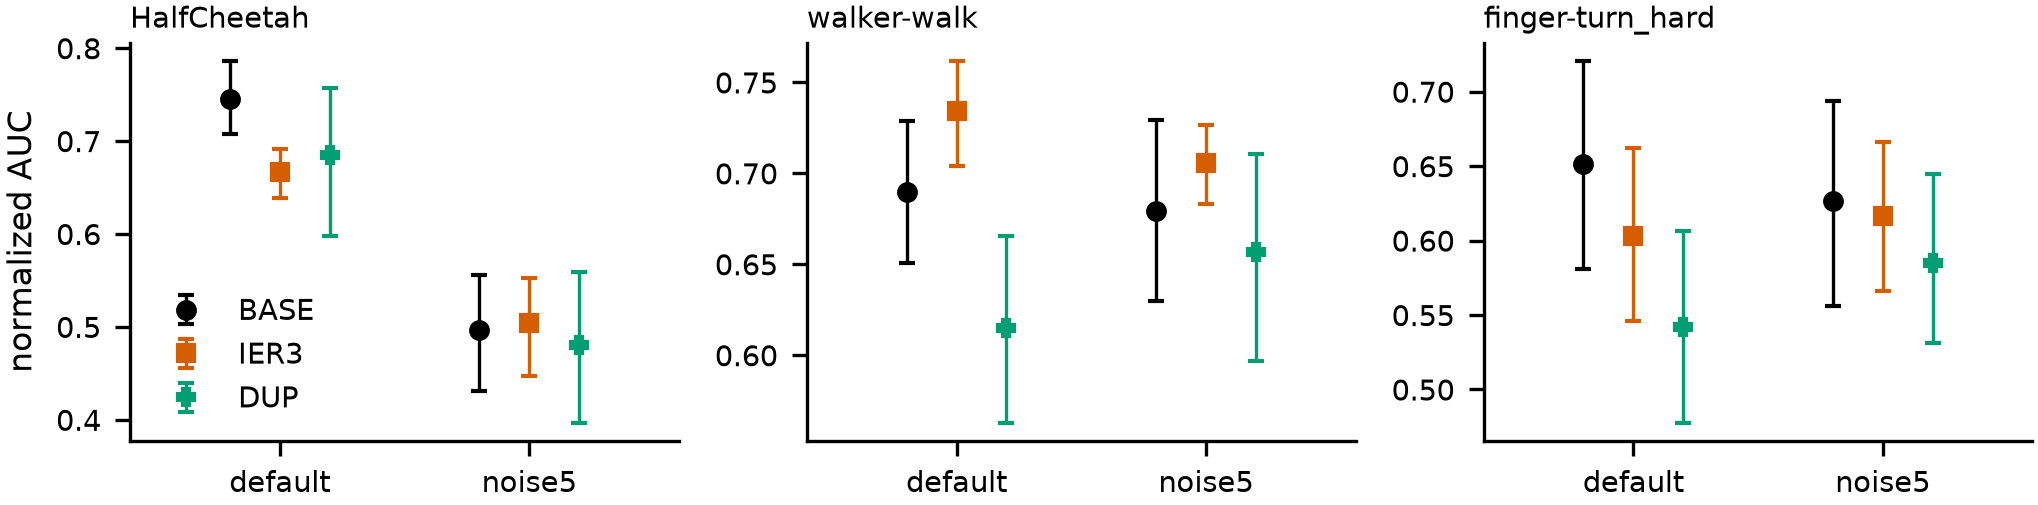 HalfCheetah
normalized AUC
0.8
0.7
0.6
0.5
0.4
BASE
IER3
DUP
default
noise5
walker-walk
0.75
0.70
0.65
0.60
default
noise5
finger-turn_hard
0.70
0.65
0.60
0.55
0.50
default
noise5